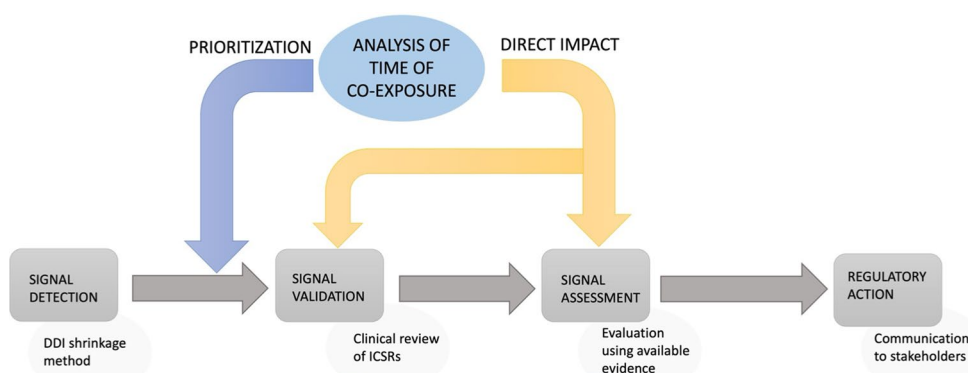 PRIORITIZATION
ANALYSIS OF
TIME OF
CO-EXPOSURE
DIRECT IMPACT
SIGNAL
DETECTION
SIGNAL
VALIDATION
SIGNAL
ASSESSMENT
REGULATORY
ACTION
DDI shrinkage
method
Clinical review
of ICSRs
Evaluation
using available
evidence
Communication
to stakeholders